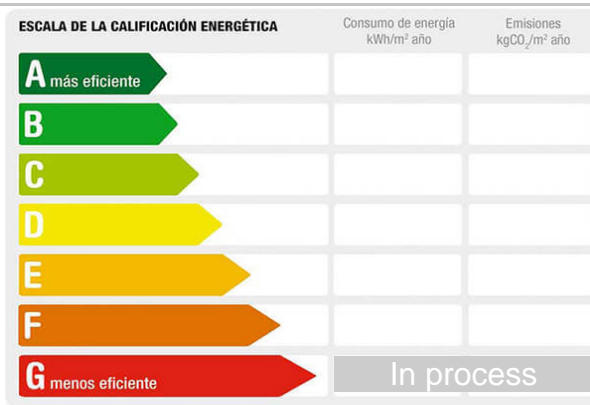 ESCALA DE LA CALIFICACIÓN ENERGÉTICA
Consumo de energía
kWh/m² año
Emisiones
kgCO₂/m² año
A más eficiente
B
C
D
E
F
G menos eficiente
In process